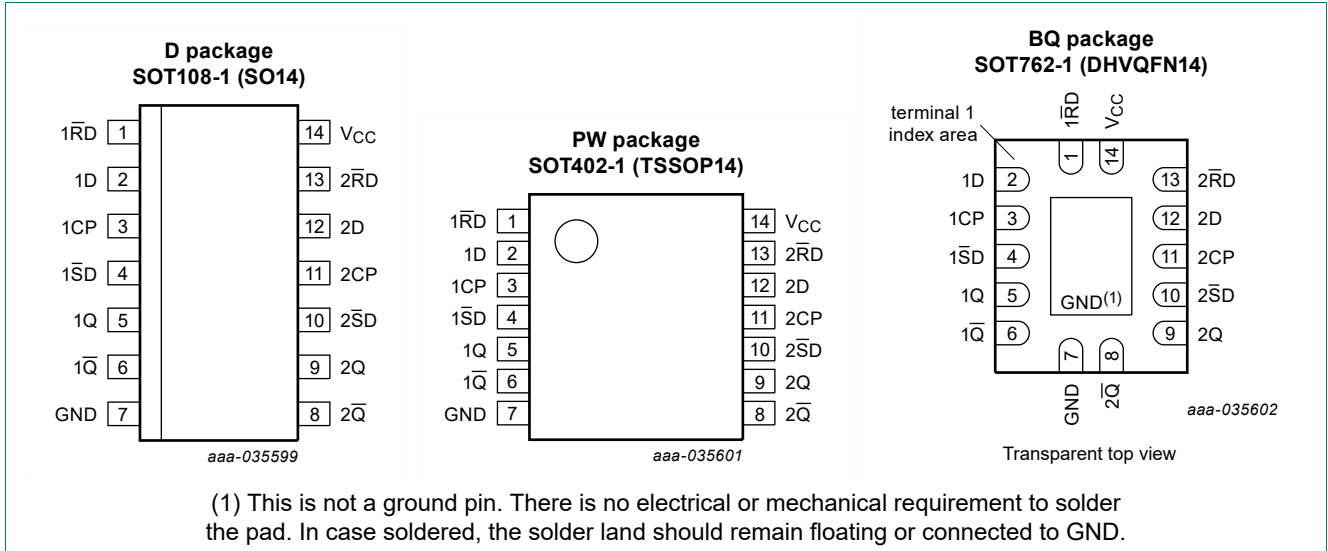 D package
SOT108-1 (SO14)
1R̅D 1
1D 2
1CP 3
1S̅D 4
1Q 5
1Q̅ 6
GND 7
14 VCC
13 2R̅D
12 2D
11 2CP
10 2S̅D
9 2Q
8 2Q̅
aaa-035599
PW package
SOT402-1 (TSSOP14)
1R̅D 1
1D 2
1CP 3
1S̅D 4
1Q 5
1Q̅ 6
GND 7
14 VCC
13 2R̅D
12 2D
11 2CP
10 2S̅D
9 2Q
8 2Q̅
aaa-035601
BQ package
SOT762-1 (DHVQFN14)
terminal 1
index area
1R̅D 1
14 VCC
1D 2
1CP 3
1S̅D 4
1Q 5
1Q̅ 6
13 2R̅D
12 2D
11 2CP
10 2S̅D
9 2Q
GND(1)
GND 7
2Q̅ 8
aaa-035602
Transparent top view
(1) This is not a ground pin. There is no electrical or mechanical requirement to solder
the pad. In case soldered, the solder land should remain floating or connected to GND.